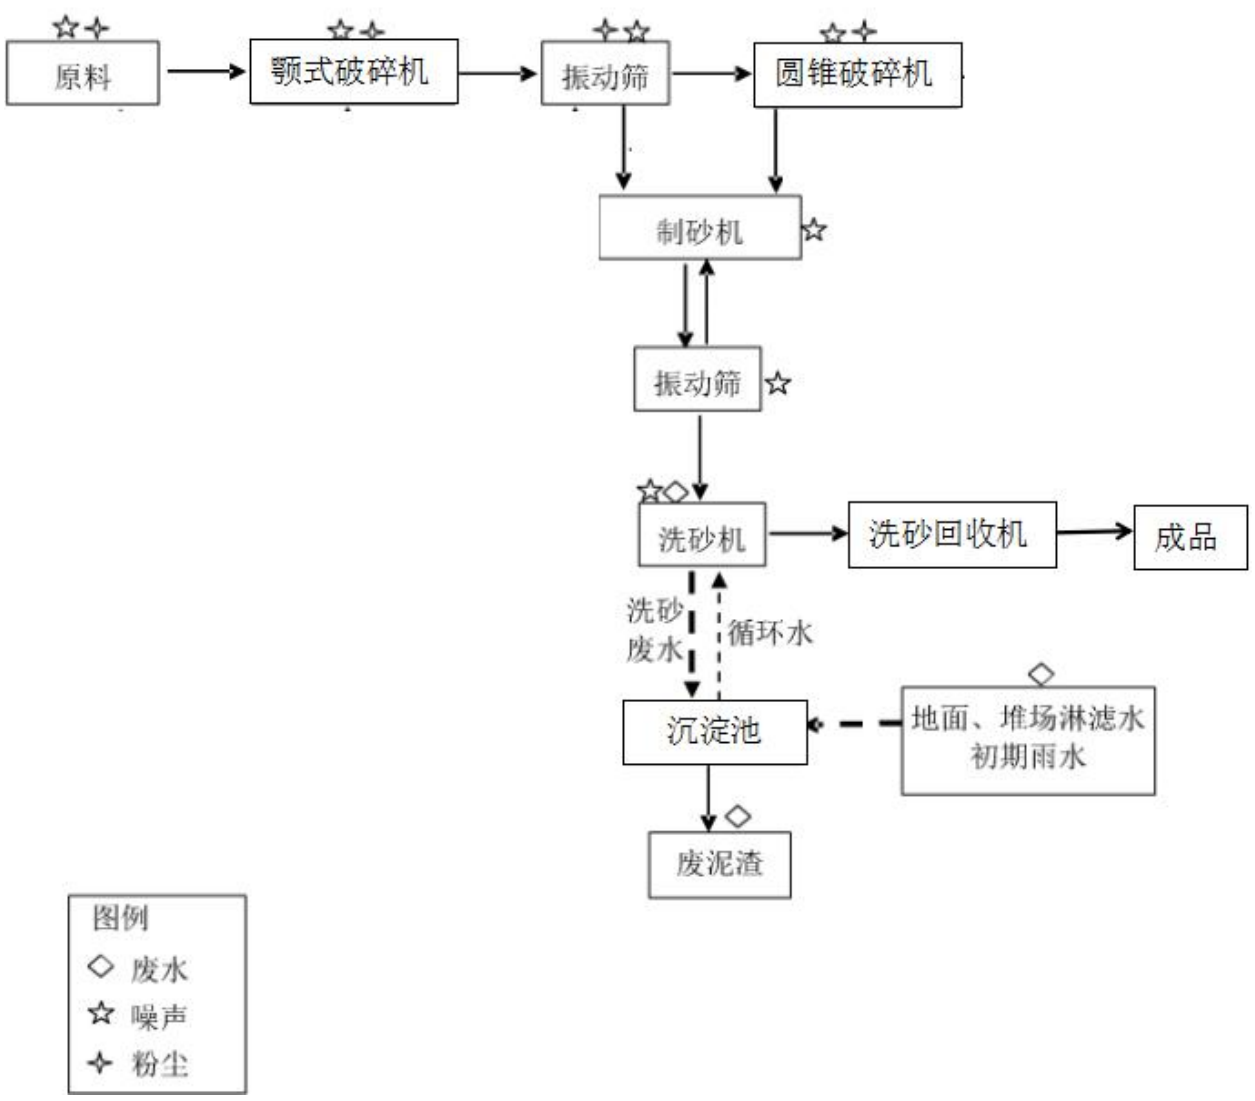 原料
颚式破碎机
振动筛
圆锥破碎机
制砂机
振动筛
洗砂机
洗砂回收机
成品
洗砂
废水
循环水
沉淀池
地面、堆场淋滤水
初期雨水
废泥渣
图例
废水
噪声
粉尘